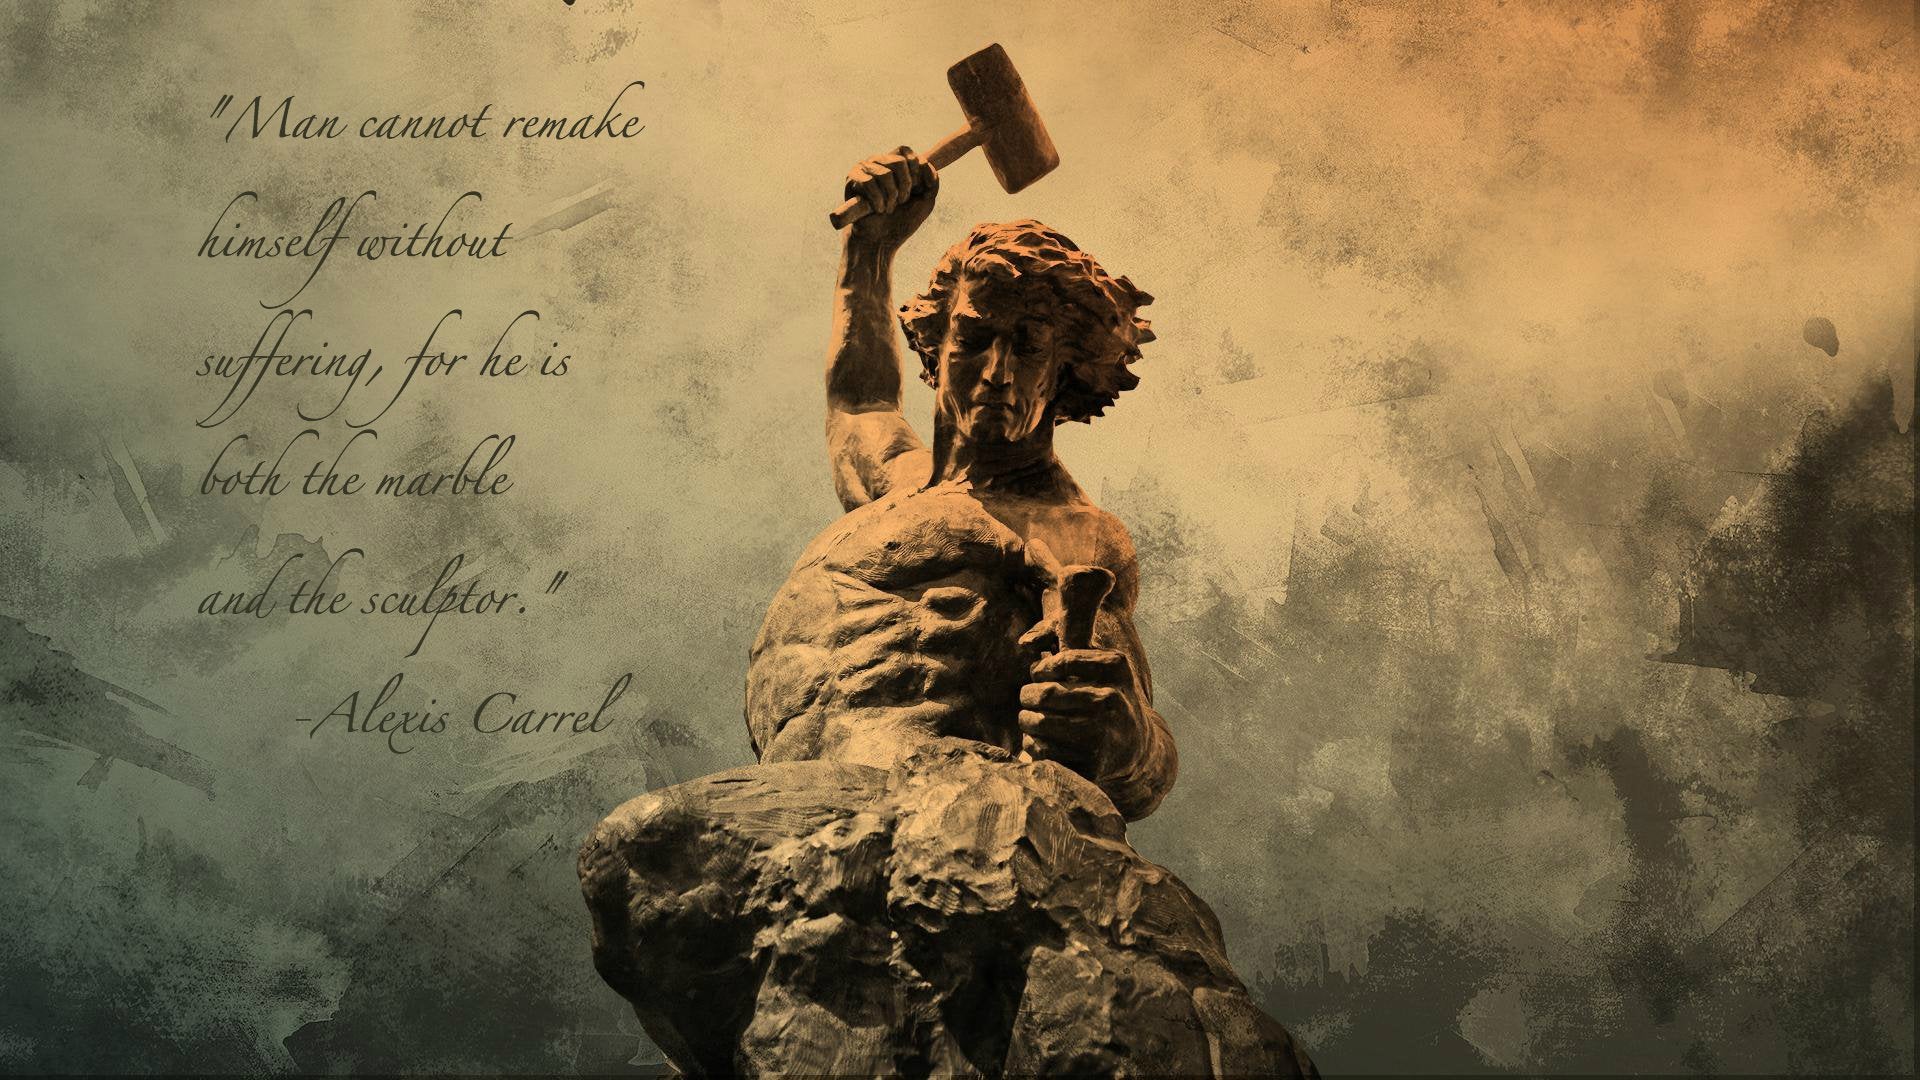 "Man cannot remake
himself without
suffering, for he is
both the marble
and the sculptor."
-Alexis Carrel